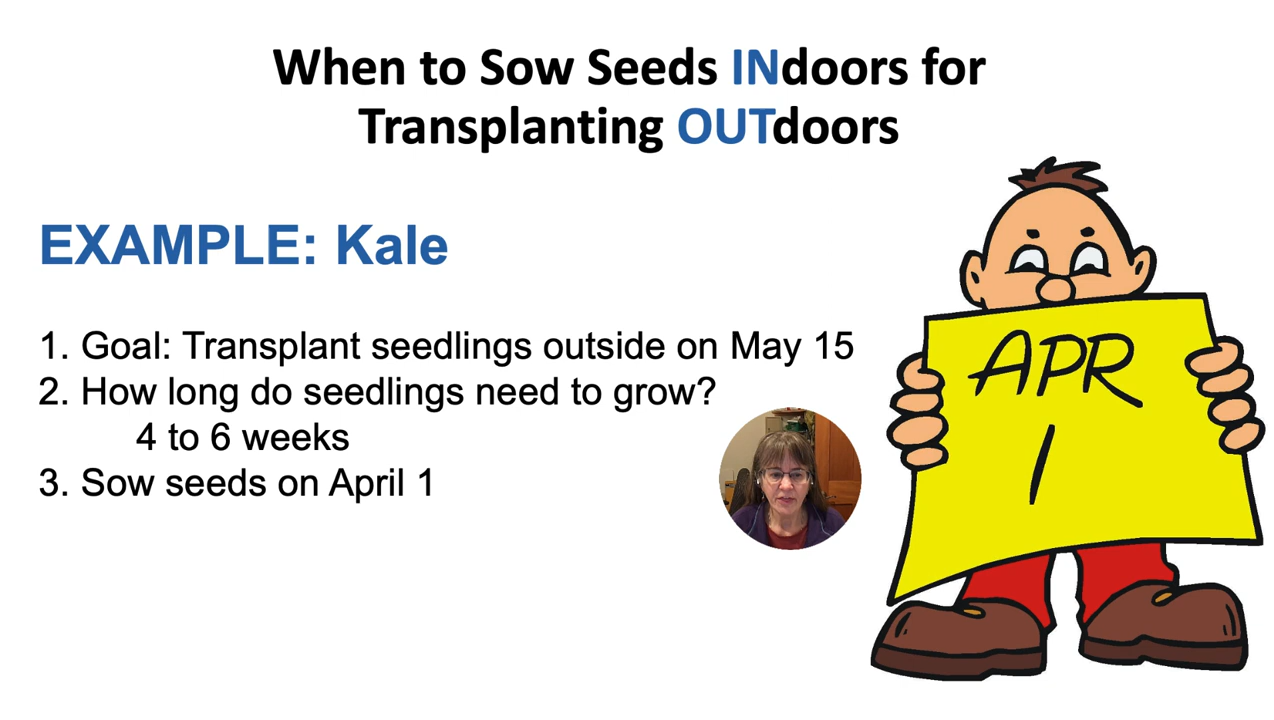 When to Sow Seeds INdoors for
Transplanting OUTdoors
EXAMPLE: Kale
1. Goal: Transplant seedlings outside on May 15
2. How long do seedlings need to grow?
4 to 6 weeks
3. Sow seeds on April 1
APR
1